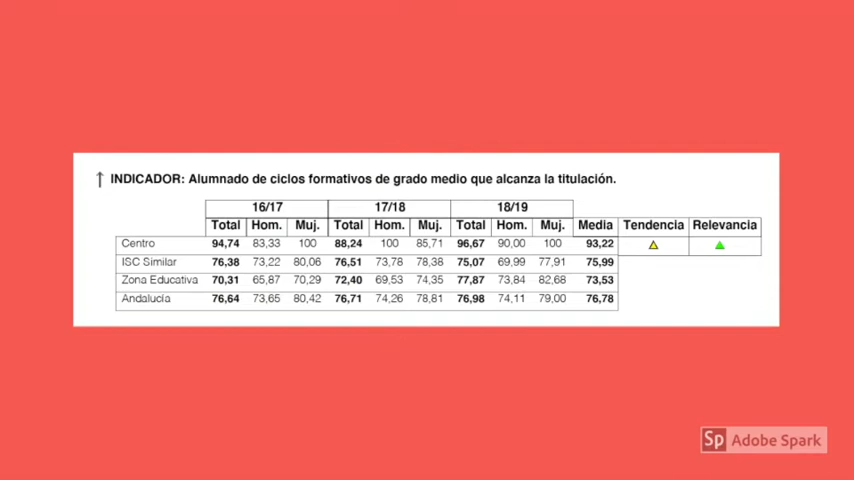 ↑ INDICADOR: Alumnado de ciclos formativos de grado medio que alcanza la titulación.
16/17 17/18 18/19
Total Hom. Muj. Total Hom. Muj. Total Hom. Muj. Media Tendencia Relevancia
Centro 94,74 83,33 100 88,24 100 85,71 96,67 90,00 100 93,22
ISC Similar 76,38 73,22 80,06 76,51 73,78 78,38 75,07 69,99 77,91 75,99
Zona Educativa 70,31 65,87 70,29 72,40 69,53 74,35 77,87 73,84 82,68 73,53
Andalucía 76,64 73,65 80,42 76,71 74,26 78,81 76,98 74,11 79,00 76,78
Sp Adobe Spark